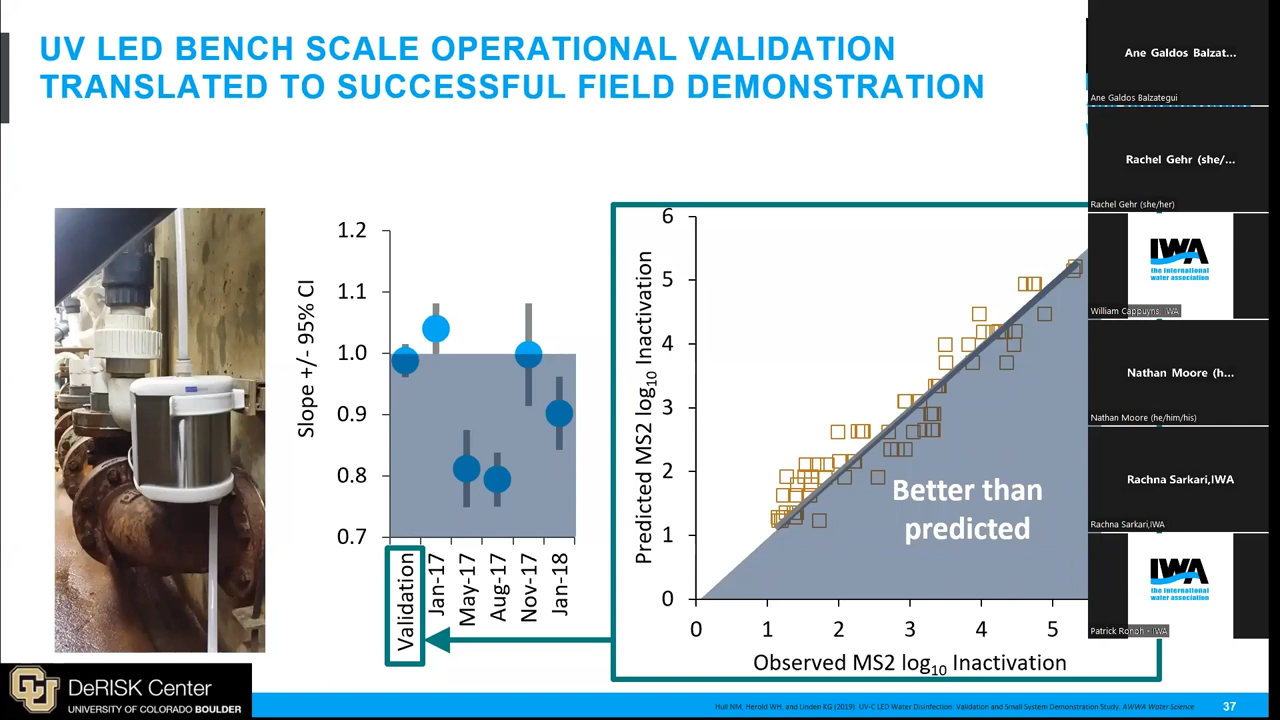 UV LED BENCH SCALE OPERATIONAL VALIDATION
TRANSLATED TO SUCCESSFUL FIELD DEMONSTRATION
Slope +/- 95% CI
1.2
1.1
1.0
0.9
0.8
0.7
Validation
Jan-17
May-17
Aug-17
Nov-17
Jan-18
Predicted MS2 log10 Inactivation
6
5
4
3
2
1
0
Better than
predicted
0
1
2
3
4
5
Observed MS2 log10 Inactivation
Ane Galdos Balzat...
Ane Galdos Balzategui
Rachel Gehr (she/...
Rachel Gehr (she/her)
IWA
the international
water association
William Cappuyns, IWA
Nathan Moore (h...
Nathan Moore (he/him/his)
Rachna Sarkari,IWA
Rachna Sarkari,IWA
IWA
the international
water association
Patrick Ronoh - IWA
CU
DeRISK Center
UNIVERSITY OF COLORADO BOULDER
Hull NM, Herold WH, and Linden KG (2019). UV-C LED Water Disinfection: Validation and Small System Demonstration Study. AWWA Water Science
37